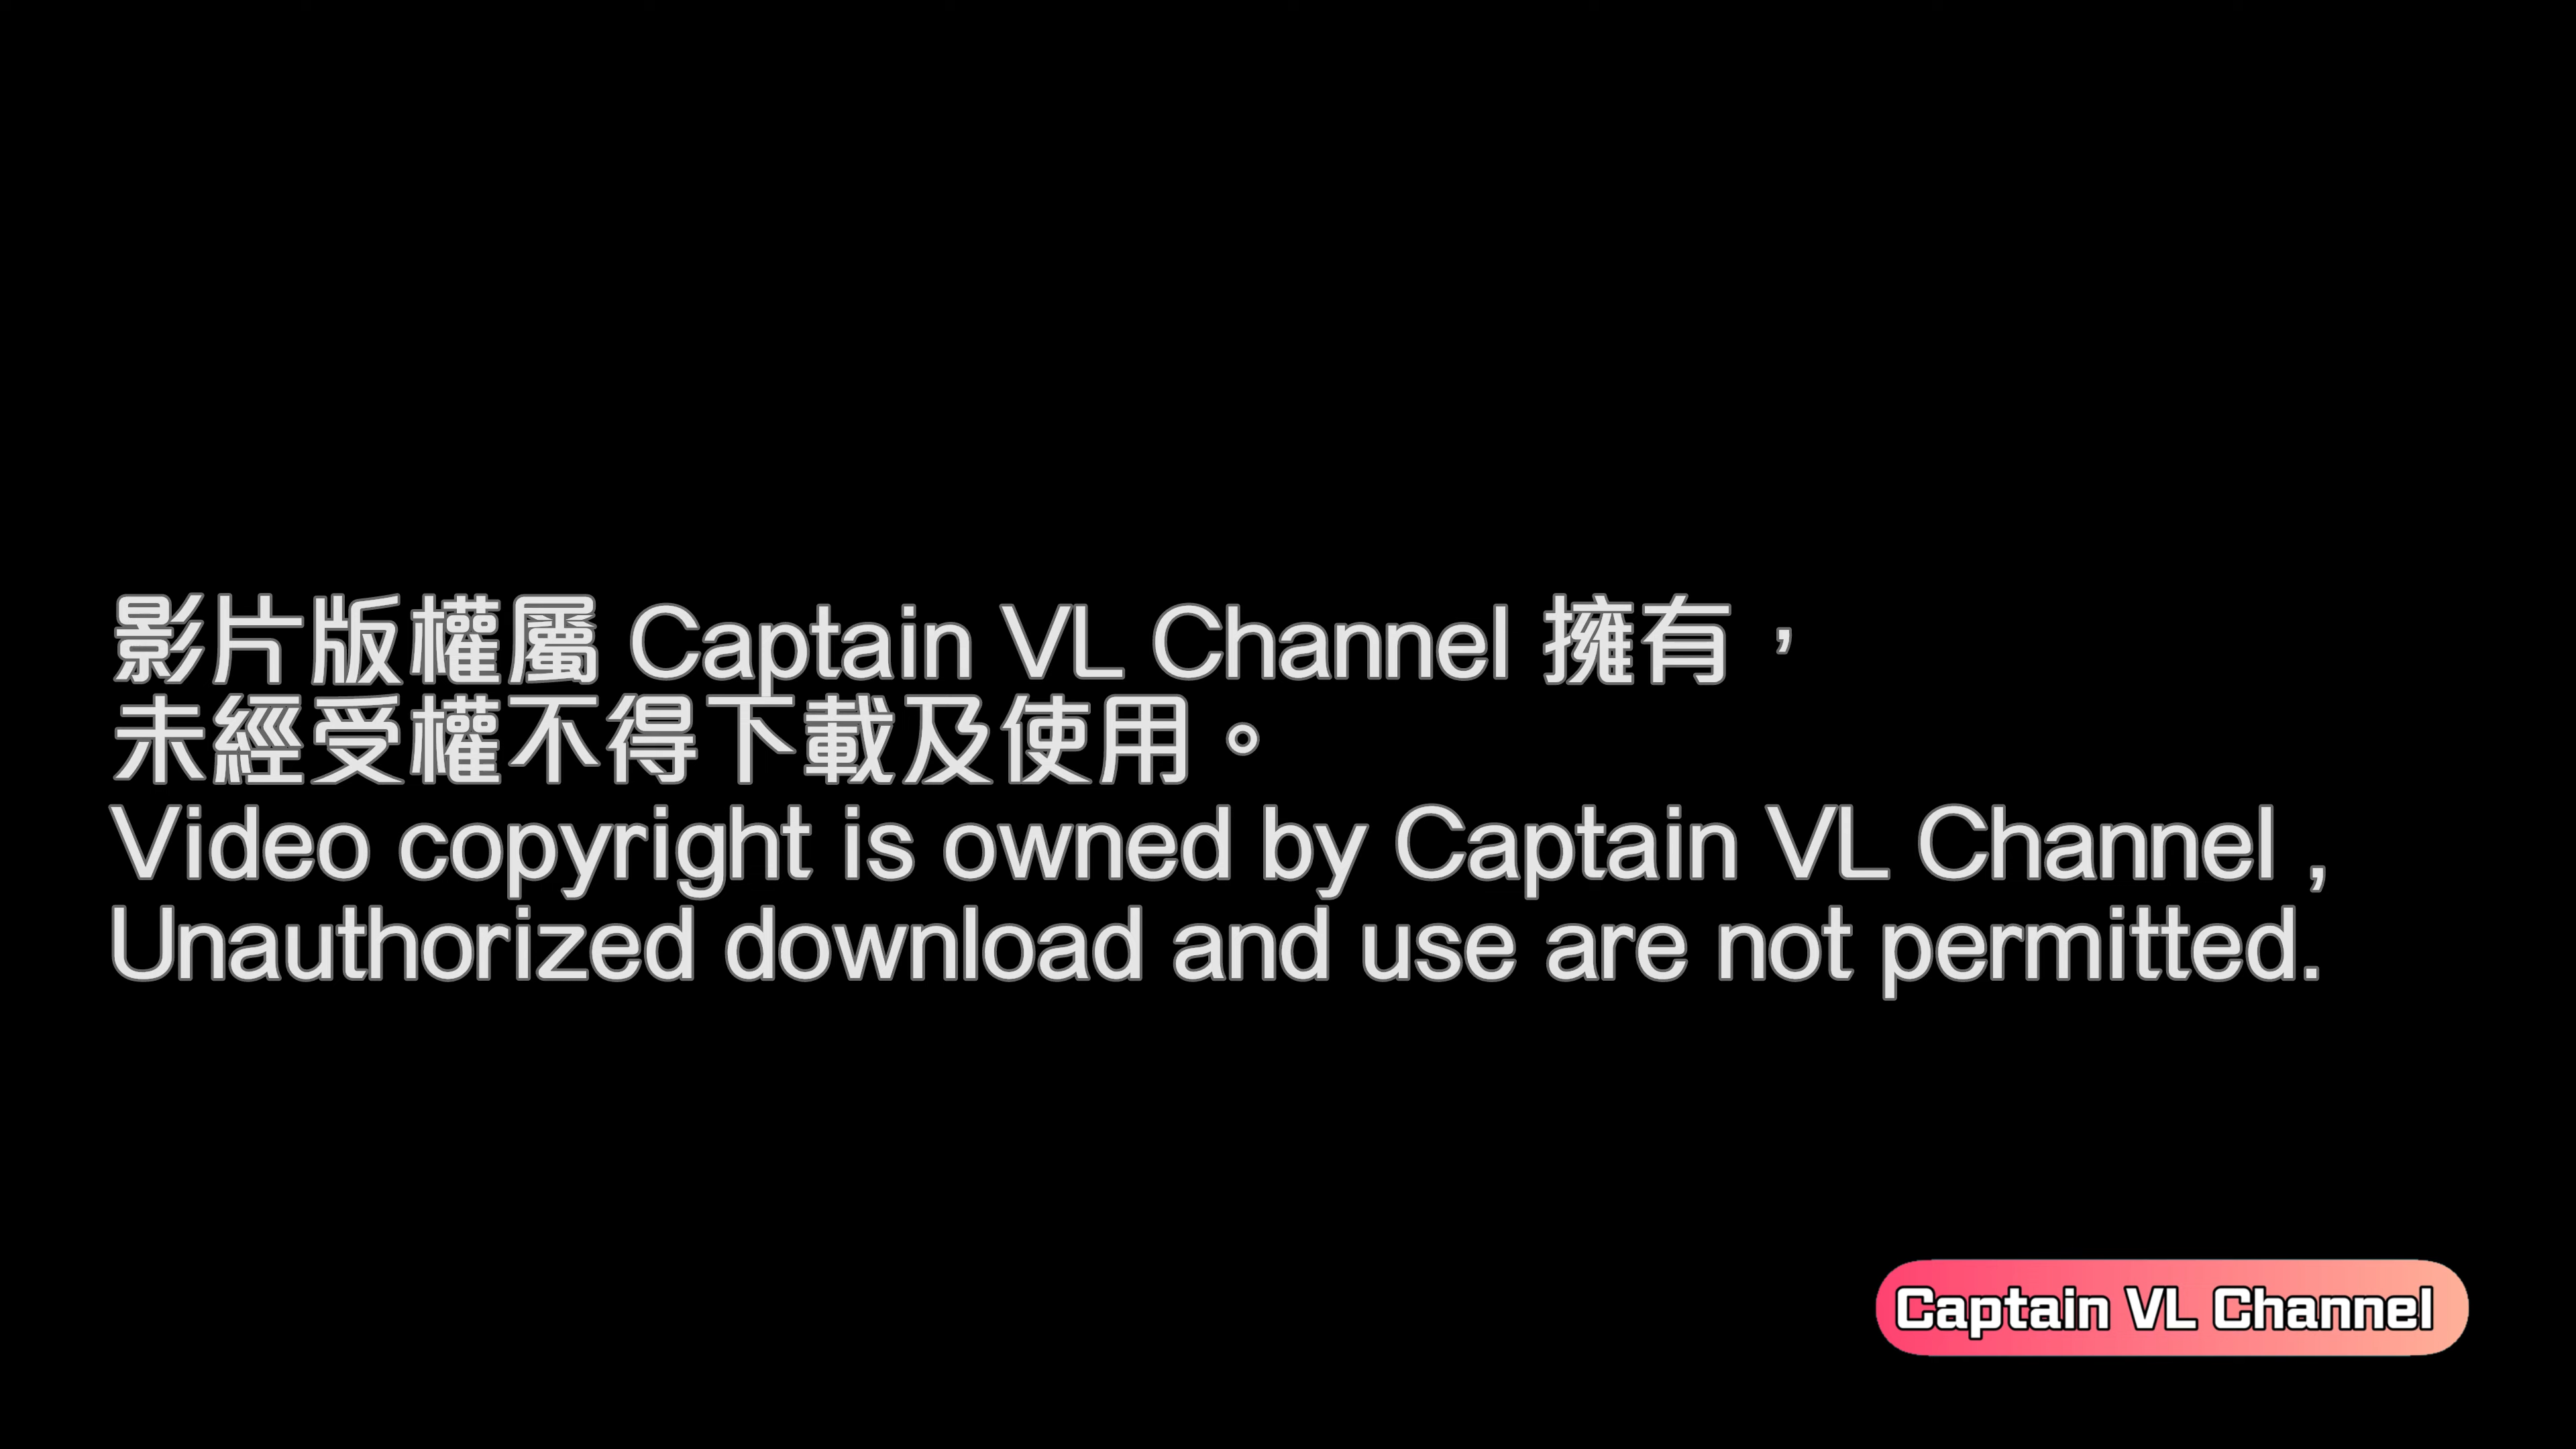 影片版權屬 Captain VL Channel 擁有，
未經受權不得下載及使用。
Video copyright is owned by Captain VL Channel ,
Unauthorized download and use are not permitted.
Captain VL Channel